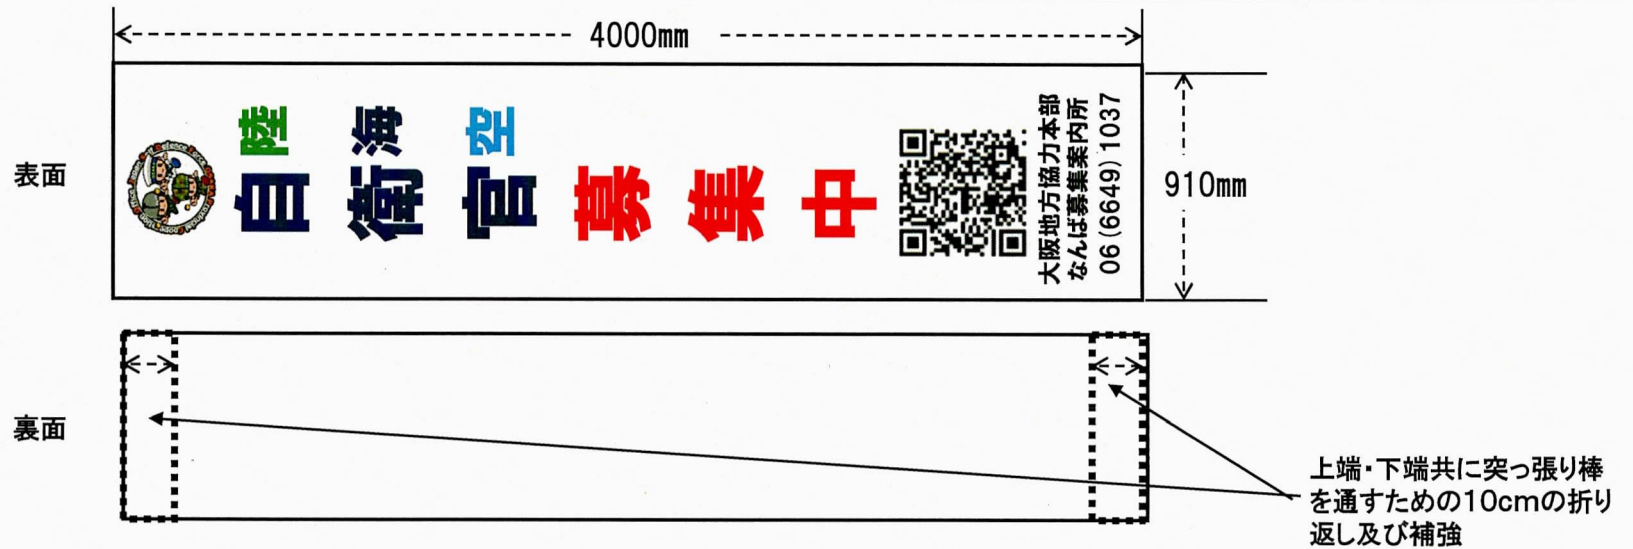 4000㎜
表面
陸 海 空
自衛官募集中
大阪地方協力本部
なんば募集案内所
06(6649)1037
910㎜
裏面
上端・下端共に突っ張り棒
を通すための10cmの折り
返し及び補強